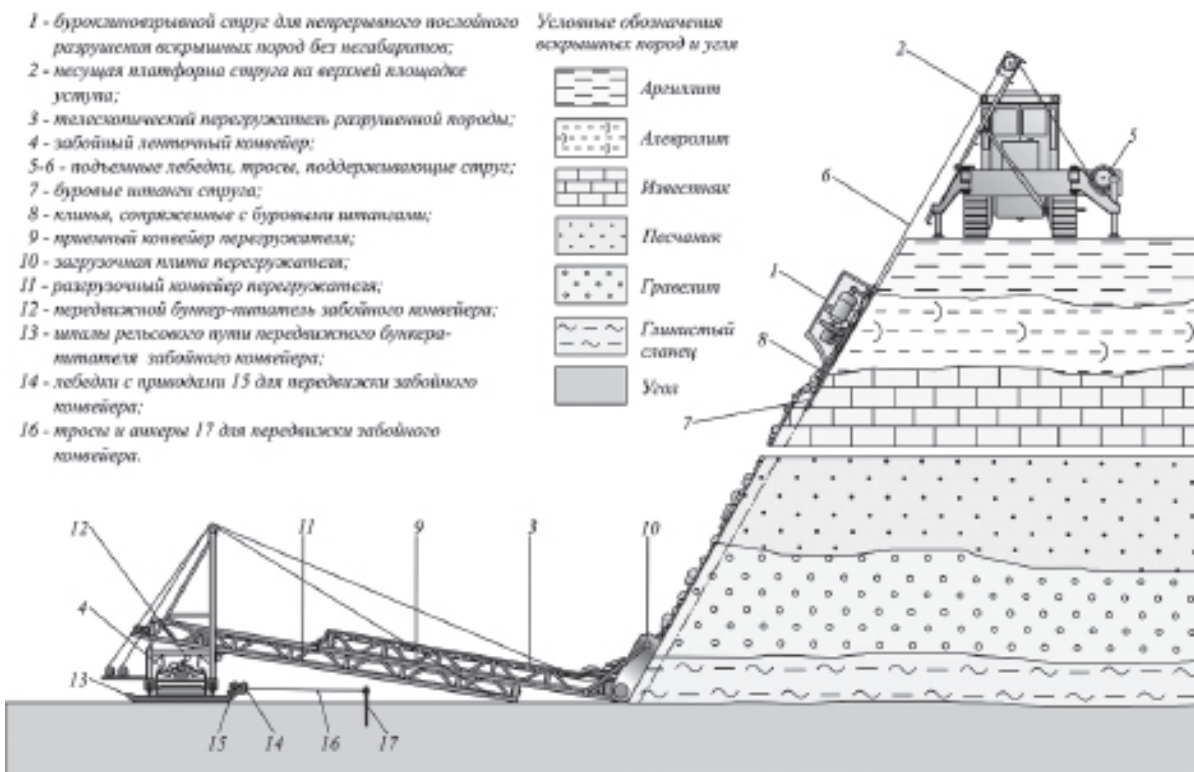 1 - буроклиновзрывной струг для непрерывного послойного
разрушения вскрышных пород без негабаритов;
2 - несущая платформа струга на верхней площадке
уступа;
3 - телескопический перегружатель разрушенной породы;
4 - забойный ленточный конвейер;
5-6 - подъемные лебедки, тросы, поддерживающие струг;
7 - буровые штанги струга;
8 - клинья, сопряженные с буровыми штангами;
9 - приемный конвейер перегружателя;
10 - загрузочная плита перегружателя;
11 - разгрузочный конвейер перегружателя;
12 - передвижной бункер-питатель забойного конвейера;
13 - шпалы рельсового пути передвижного бункера-
питателя забойного конвейера;
14 - лебедки с приводами 15 для передвижки забойного
конвейера;
16 - тросы и анкеры 17 для передвижки забойного
конвейера.
Условные обозначения
вскрышных пород и угля
Аргиллит
Алевролит
Известняк
Песчаник
Гравелит
Глинистый
сланец
Угол
2
5
6
1
8
7
12
11
9
3
10
4
13
15
14
16
17